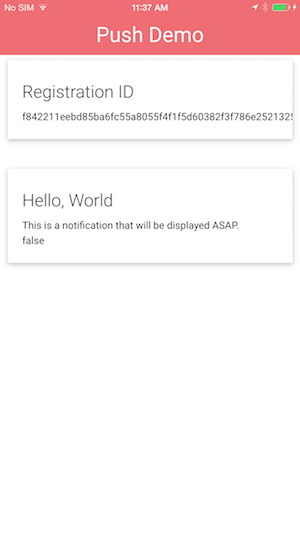 No SIM 11:37 AM
Push Demo
Registration ID
f842211eebd85ba6fc55a8055f4f1f5d60382f3f786e2521325
Hello, World
This is a notification that will be displayed ASAP.
false